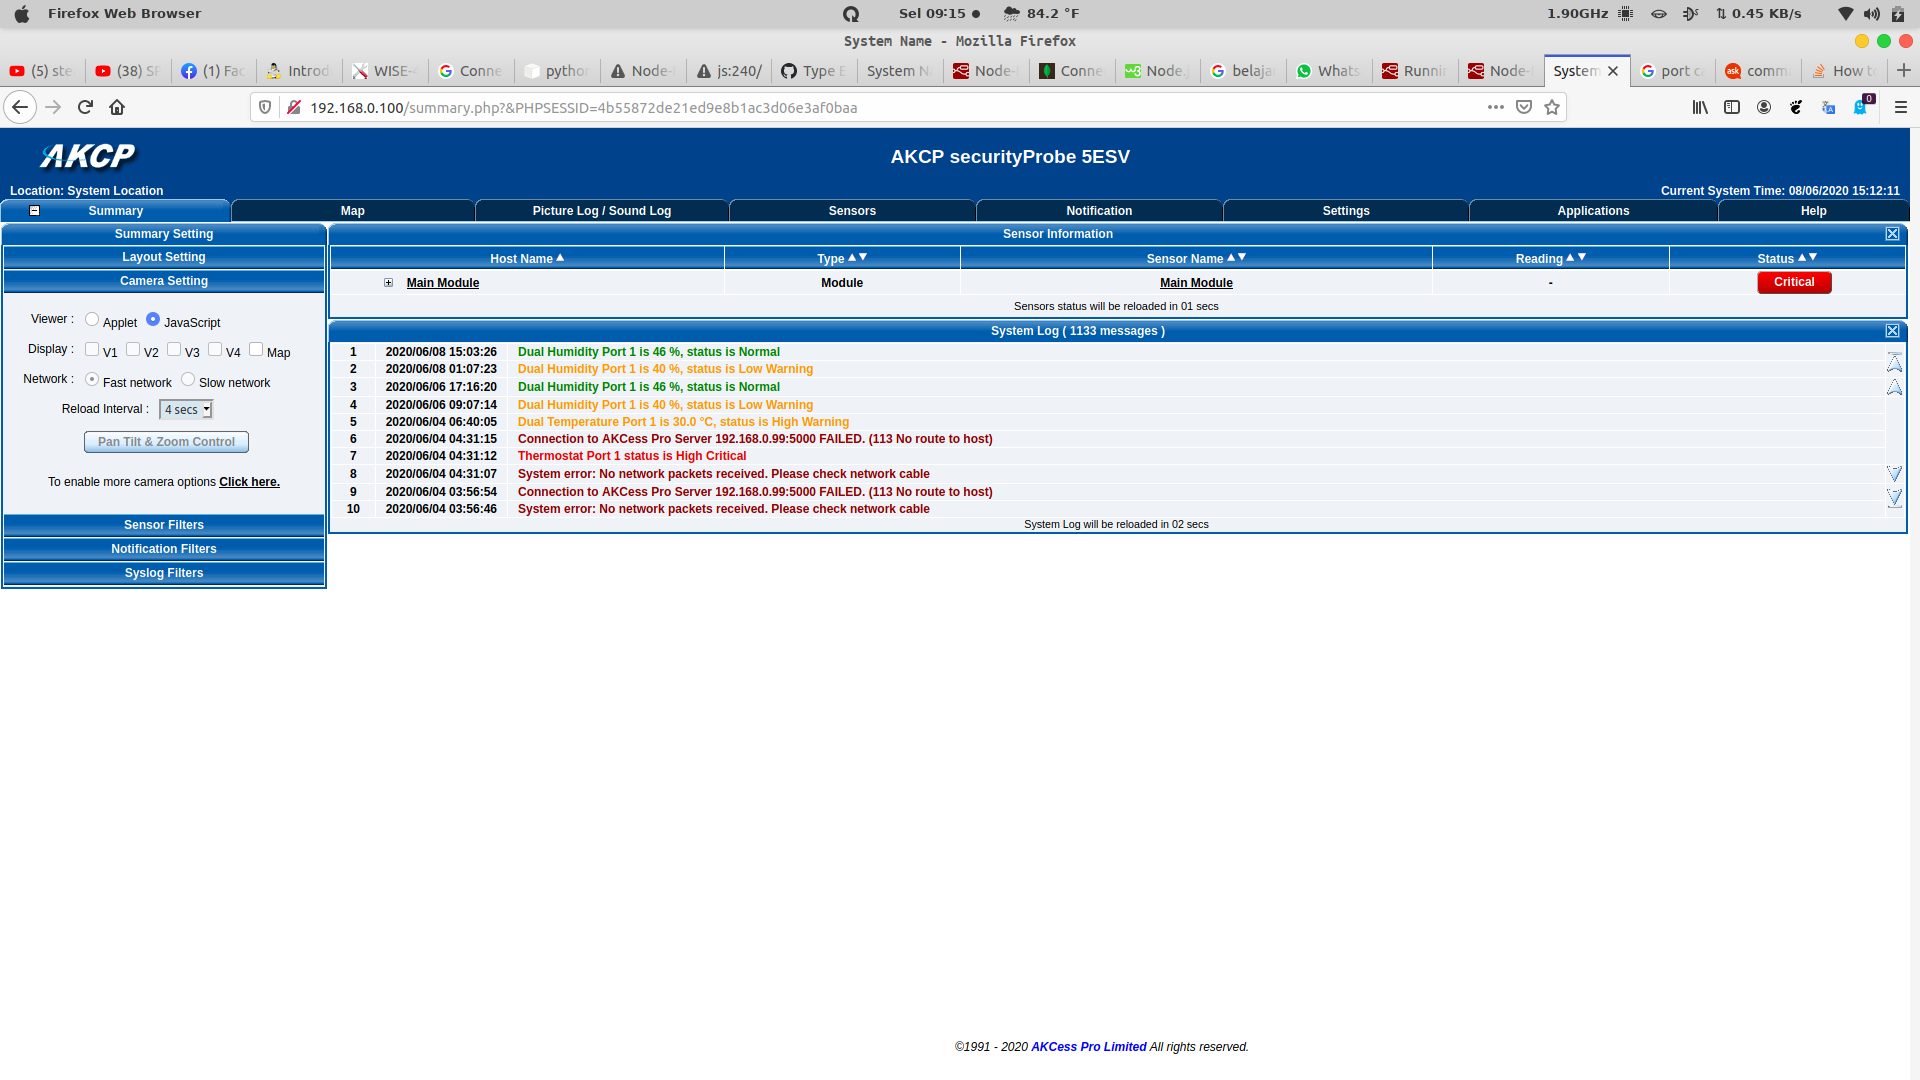 Firefox Web Browser
Sel 09:15
84.2 °F
1.90GHz
0.45 KB/s
System Name - Mozilla Firefox
(5) ste
(38) SP
(1) Fac
Introd
WISE-
Conne
python
Node-
js:240/
Type E
System N
Node-
Conne
Node.
belaja
Whats
Runnin
Node-
System
port c
comm
How t
192.168.0.100/summary.php?&PHPSESSID=4b55872de21ed9e8b1ac3d06e3af0baa
0
AKCP
AKCP securityProbe 5ESV
Location: System Location
Current System Time: 08/06/2020 15:12:11
Summary
Map
Picture Log / Sound Log
Sensors
Notification
Settings
Applications
Help
Summary Setting
Layout Setting
Camera Setting
Viewer : Applet JavaScript
Display : V1 V2 V3 V4 Map
Network : Fast network Slow network
Reload Interval : 4 secs
Pan Tilt & Zoom Control
To enable more camera options Click here.
Sensor Filters
Notification Filters
Syslog Filters
Sensor Information
Host Name Type Sensor Name Reading Status
Main Module Module Main Module - Critical
Sensors status will be reloaded in 01 secs
System Log ( 1133 messages )
1 2020/06/08 15:03:26 Dual Humidity Port 1 is 46 %, status is Normal
2 2020/06/08 01:07:23 Dual Humidity Port 1 is 40 %, status is Low Warning
3 2020/06/06 17:16:20 Dual Humidity Port 1 is 46 %, status is Normal
4 2020/06/06 09:07:14 Dual Humidity Port 1 is 40 %, status is Low Warning
5 2020/06/04 06:40:05 Dual Temperature Port 1 is 30.0 °C, status is High Warning
6 2020/06/04 04:31:15 Connection to AKCess Pro Server 192.168.0.99:5000 FAILED. (113 No route to host)
7 2020/06/04 04:31:12 Thermostat Port 1 status is High Critical
8 2020/06/04 04:31:07 System error: No network packets received. Please check network cable
9 2020/06/04 03:56:54 Connection to AKCess Pro Server 192.168.0.99:5000 FAILED. (113 No route to host)
10 2020/06/04 03:56:46 System error: No network packets received. Please check network cable
System Log will be reloaded in 02 secs
©1991 - 2020 AKCess Pro Limited All rights reserved.